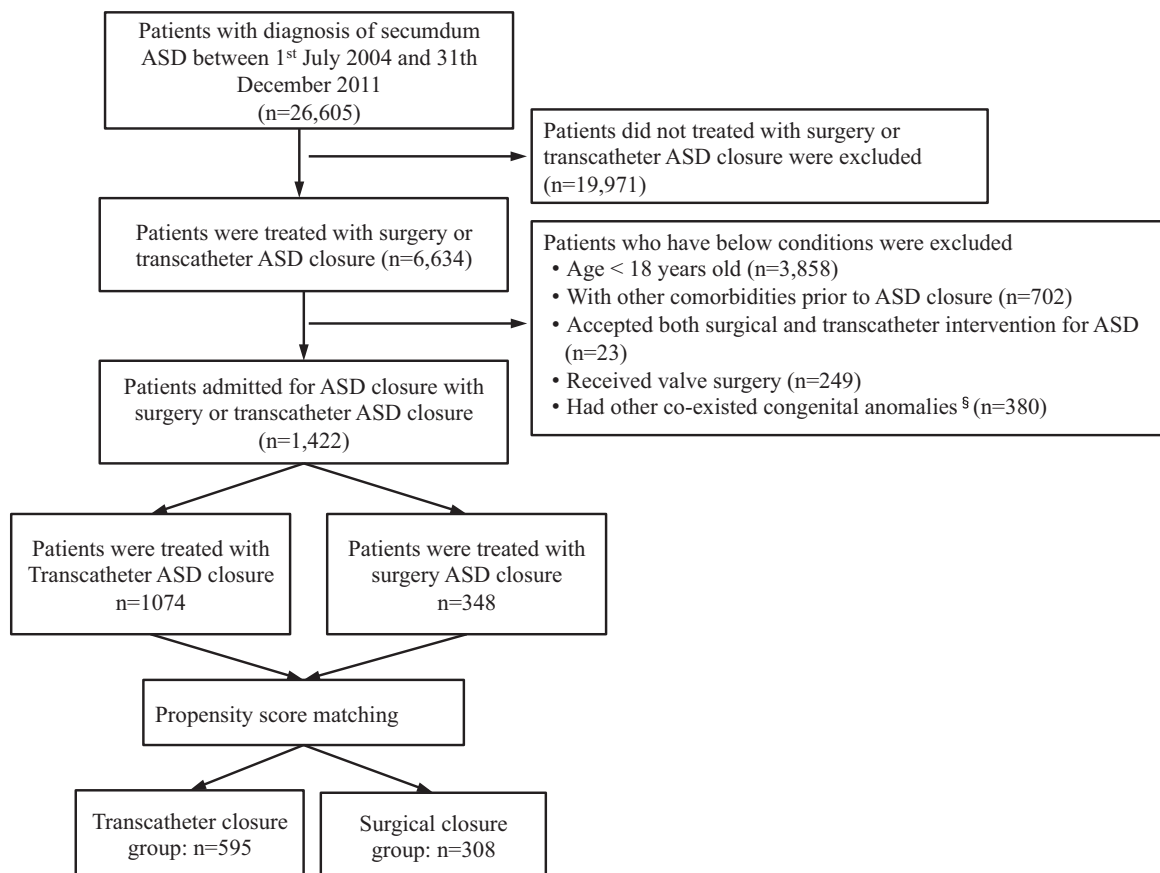 Patients with diagnosis of secumdum
ASD between 1st July 2004 and 31th
December 2011
(n=26,605)
Patients did not treated with surgery or
transcatheter ASD closure were excluded
(n=19,971)
Patients were treated with surgery or
transcatheter ASD closure (n=6,634)
Patients who have below conditions were excluded
• Age < 18 years old (n=3,858)
• With other comorbidities prior to ASD closure (n=702)
• Accepted both surgical and transcatheter intervention for ASD
(n=23)
• Received valve surgery (n=249)
• Had other co-existed congenital anomalies § (n=380)
Patients admitted for ASD closure with
surgery or transcatheter ASD closure
(n=1,422)
Patients were treated with
Transcatheter ASD closure
n=1074
Patients were treated with
surgery ASD closure
n=348
Propensity score matching
Transcatheter closure
group: n=595
Surgical closure
group: n=308